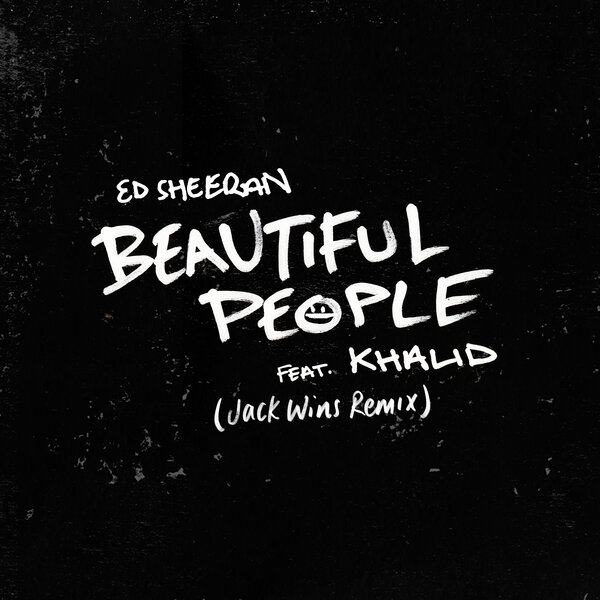 ED SHEERAN
BEAUTIFUL
PEOPLE
FEAT. KHALID
(Jack Wins Remix)